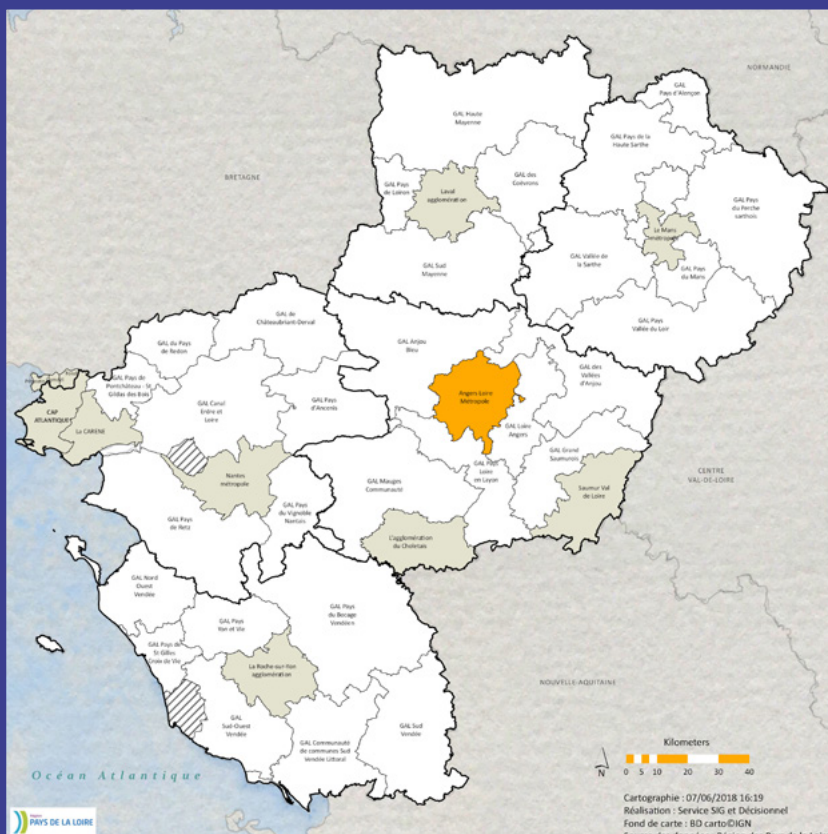 NORMANDIE
GAL
Pays d'Alençon
GAL Haute
Mayenne
GAL Pays de la
Haute Sarthe
BRETAGNE
GAL Pays
de Loiron
Laval
agglomération
GAL des
Coëvrons
GAL Pays
du Perche
sarthois
Le Mans
métropole
GAL Vallée de
la Sarthe
GAL Sud
Mayenne
GAL Pays
du Mans
GAL de
Châteaubriant-Derval
GAL Pays
Vallée du Loir
GAL du Pays
de Redon
GAL Anjou
Bleu
GAL des
Vallées
d'Anjou
GAL Pays de
Pontchâteau - St
Gildas des Bois
GAL Canal
Erdre et
Loire
GAL Pays
d'Ancenis
Angers Loire
Métropole
CAP
ATLANTIQUE
La CARENE
GAL Loire
Angers
GAL Grand
Saumurois
GAL Pays
Loire
en Layon
CENTRE
VAL-DE-LOIRE
Nantes
métropole
GAL Mauges
Communauté
Saumur Val
de Loire
GAL Pays
de Retz
GAL Pays
du Vignoble
Nantais
L'agglomération
du Choletais
GAL Nord
Ouest
Vendée
GAL Pays
Yon et Vie
GAL Pays
du Bocage
Vendéen
GAL Pays de
St Gilles
Croix de Vie
La Roche-sur-Yon
agglomération
NOUVELLE-AQUITAINE
GAL
Sud-Ouest
Vendée
GAL Communauté
de communes Sud
Vendée Littoral
GAL Sud
Vendée
Océan Atlantique
Kilometers
N
0 5 10 20 30 40
Cartographie : 07/06/2018 16:19
Réalisation : Service SIG et Décisionnel
Fond de carte : BD carto©IGN
Région
PAYS DE LA LOIRE